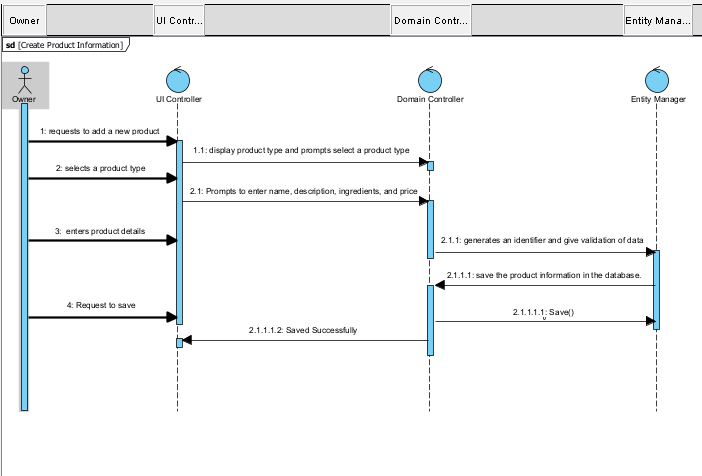 Owner
UI Contr...
Domain Contr...
Entity Mana...
sd [Create Product Information]
Owner
UI Controller
Domain Controller
Entity Manager
1: requests to add a new product
1.1: display product type and prompts select a product type
2: selects a product type
2.1: Prompts to enter name, description, ingredients, and price
3: enters product details
2.1.1: generates an identifier and give validation of data
2.1.1.1: save the product information in the database.
4: Request to save
2.1.1.1.1: Save()
2.1.1.1.2: Saved Successfully